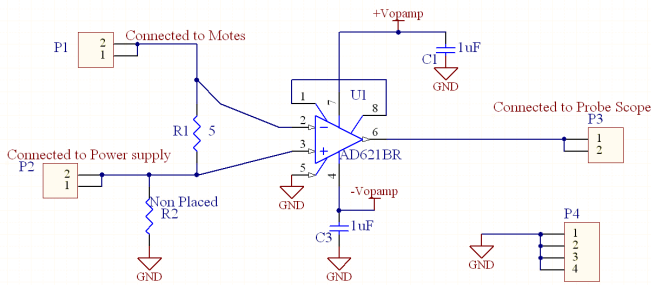 +Vopamp
P1
Connected to Motes
2
1
C1
1uF
GND
1
7
U1
8
2
R1
5
3
6
AD621BR
Connected to Probe Scope
P3
1
2
Connected to Power supply
P2
2
1
5
4
GND
-Vopamp
Non Placed
R2
C3
1uF
GND
GND
P4
1
2
3
4
GND